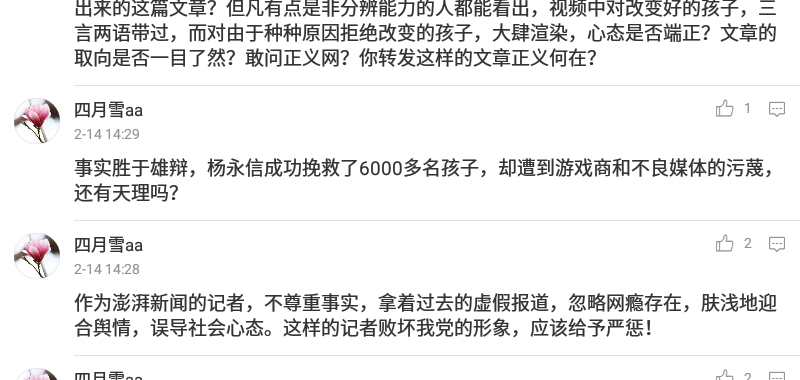 出来的这篇文章？但凡有点是非分辨能力的人都能看出，视频中对改变好的孩子，三
言两语带过，而对由于种种原因拒绝改变的孩子，大肆渲染，心态是否端正？文章的
取向是否一目了然？敢问正义网？你转发这样的文章正义何在？
四月雪aa
1
2-14 14:29
事实胜于雄辩，杨永信成功挽救了6000多名孩子，却遭到游戏商和不良媒体的污蔑，
还有天理吗？
四月雪aa
2
2-14 14:28
作为澎湃新闻的记者，不尊重事实，拿着过去的虚假报道，忽略网瘾存在，肤浅地迎
合舆情，误导社会心态。这样的记者败坏我党的形象，应该给予严惩！
四月雪aa
2